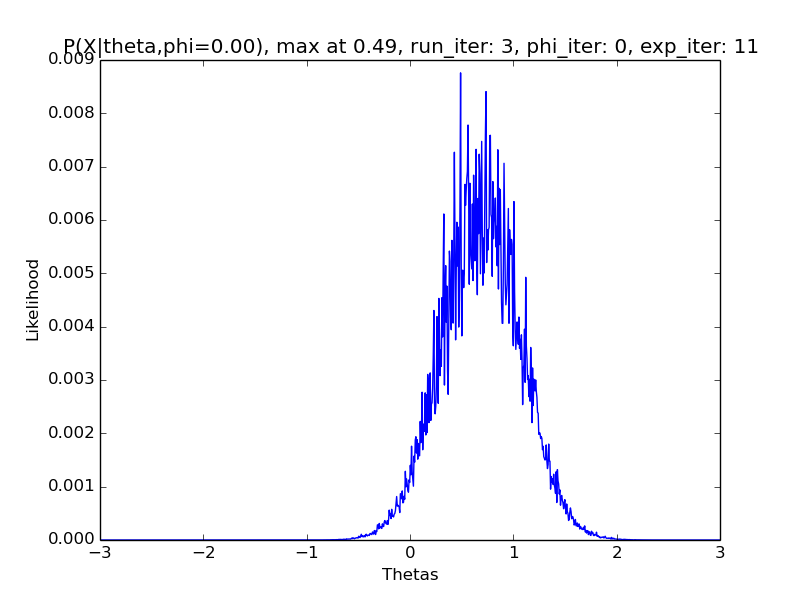 P(X|theta,phi=0.00), max at 0.49, run_iter: 3, phi_iter: 0, exp_iter: 11
0.009
0.008
0.007
0.006
0.005
0.004
0.003
0.002
0.001
0.000
Likelihood
−3 −2 −1 0 1 2 3
Thetas